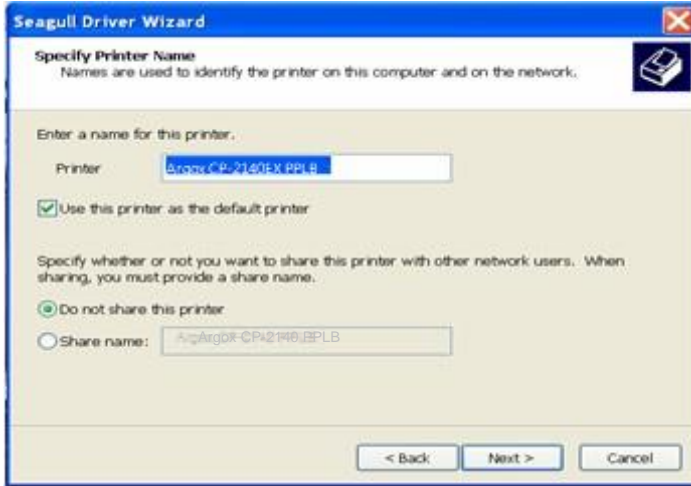 Seagull Driver Wizard
Specify Printer Name
Names are used to identify the printer on this computer and on the network.
Enter a name for this printer.
Printer
Argox CP-2140EX PPLB
Use this printer as the default printer
Specify whether or not you want to share this printer with other network users. When
sharing, you must provide a share name.
Do not share this printer
Share name:
< Back
Next >
Cancel